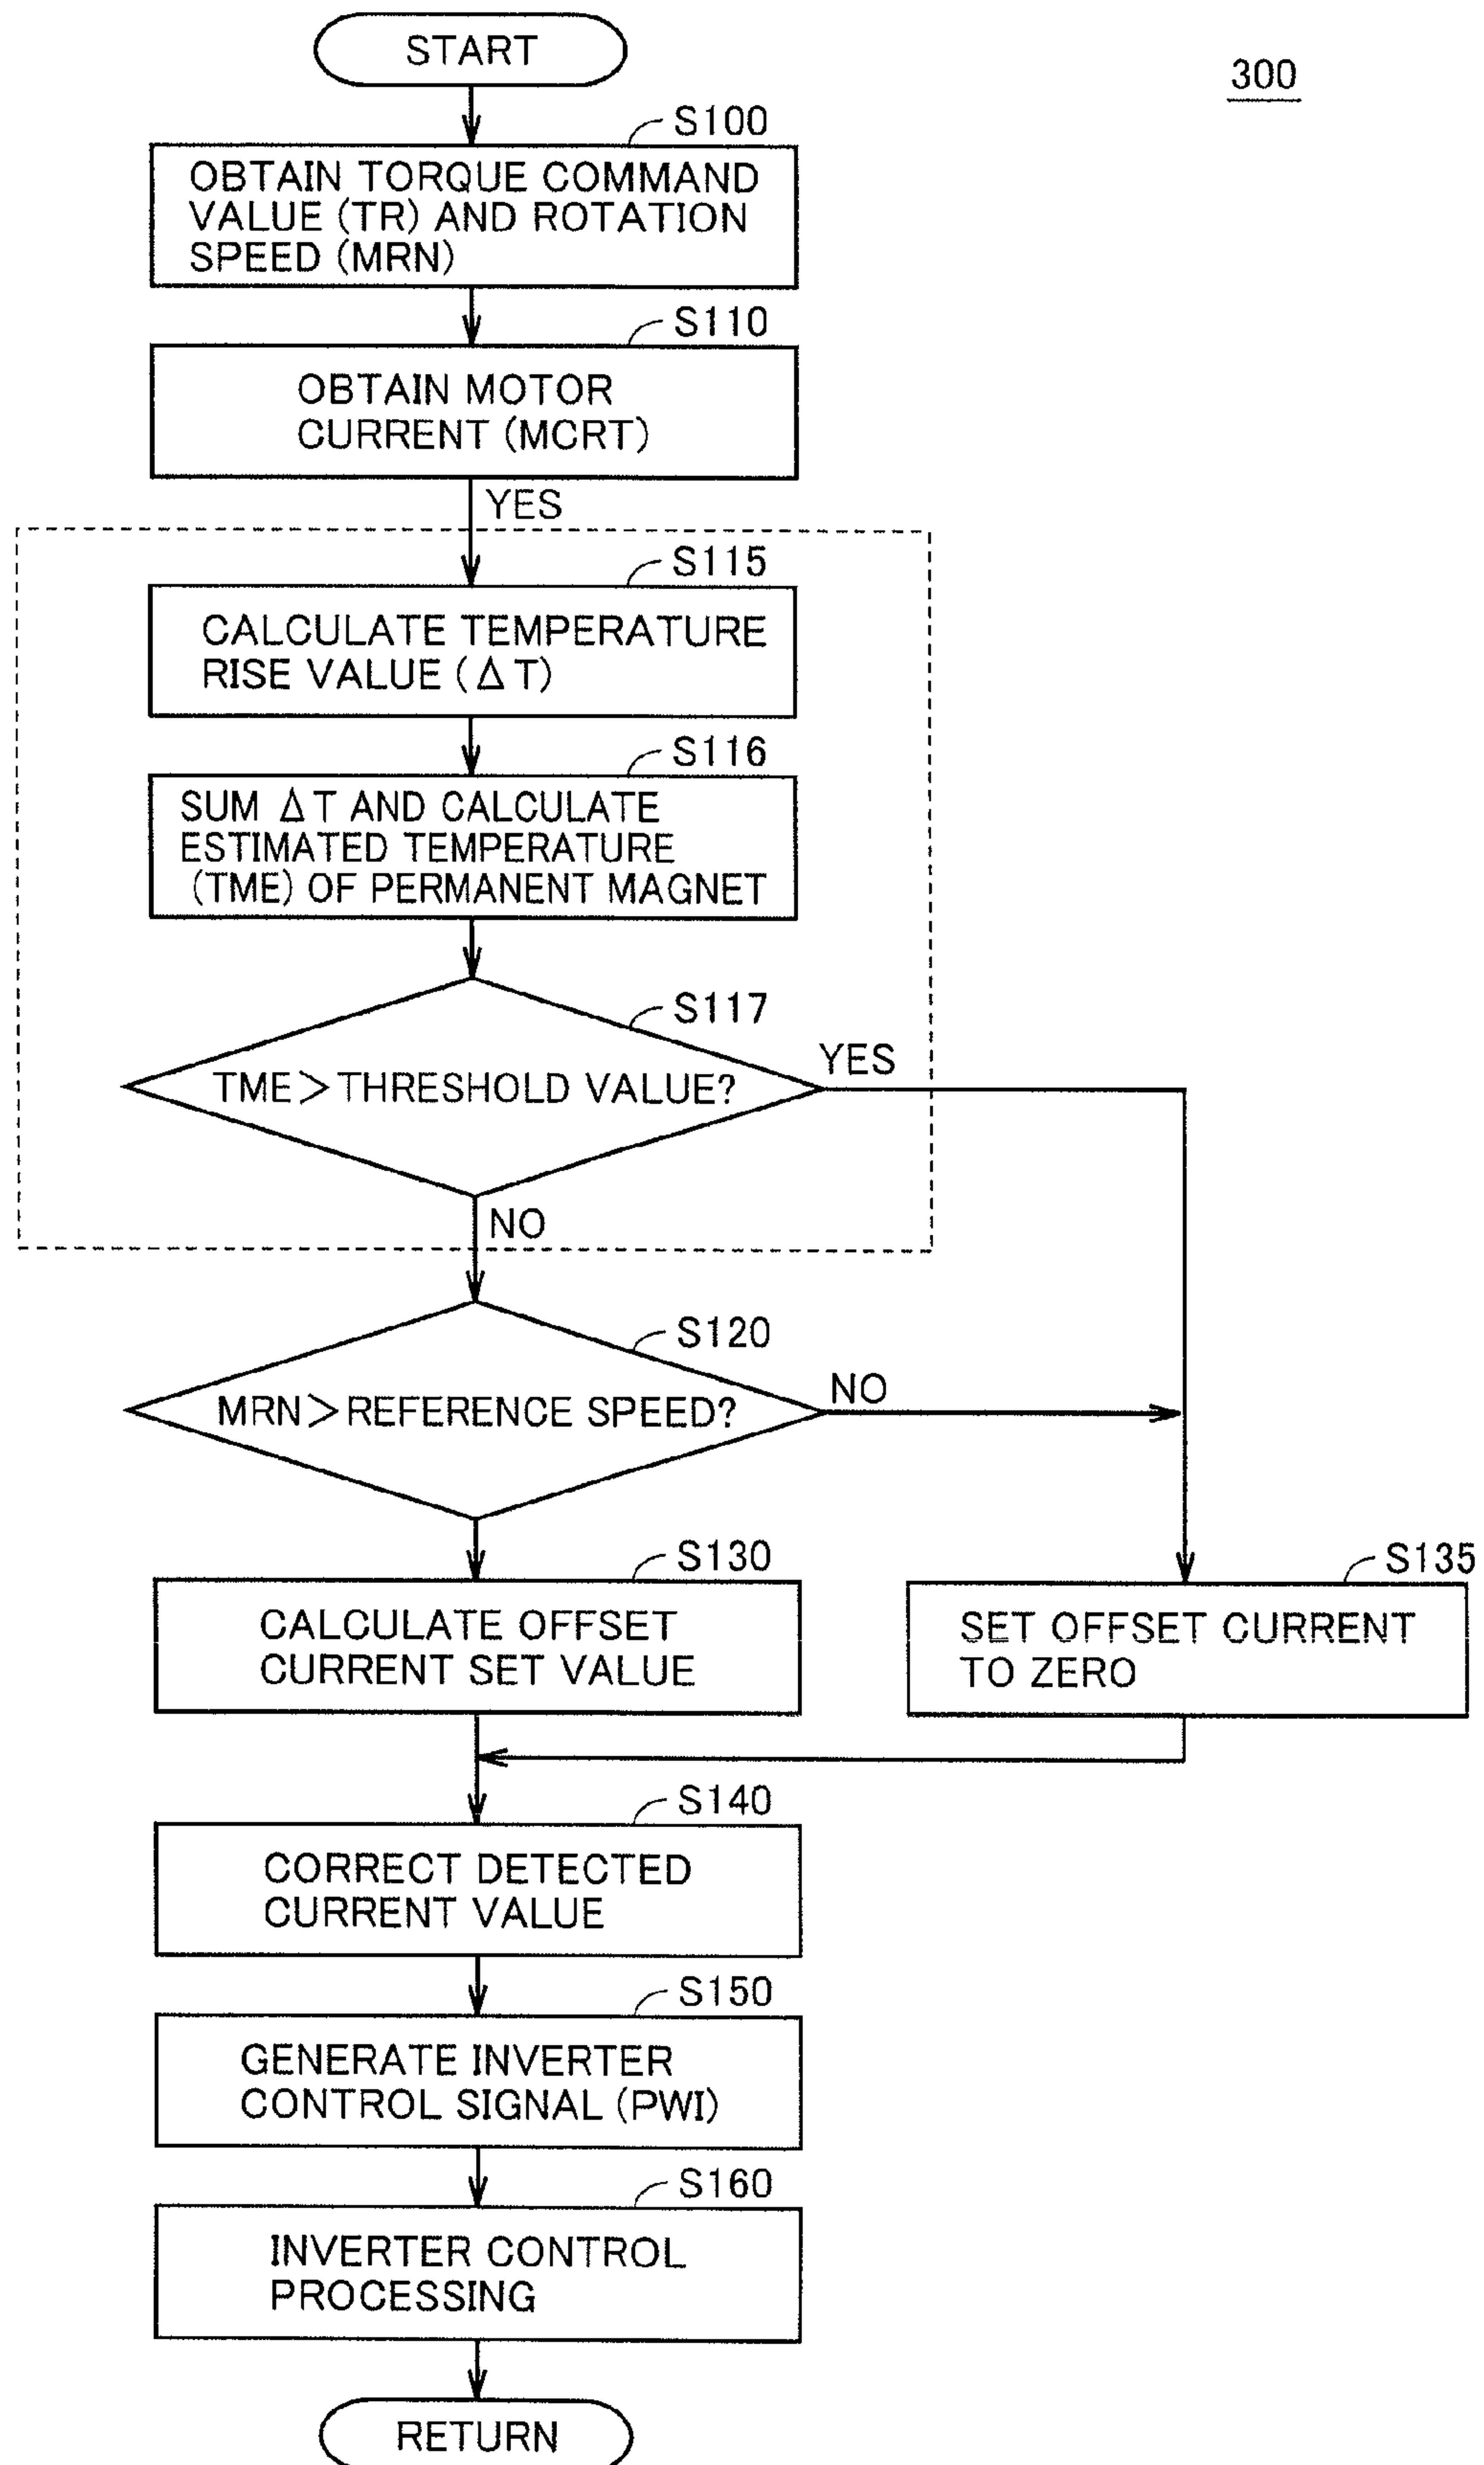 START
300
S100
OBTAIN TORQUE COMMAND
VALUE (TR) AND ROTATION
SPEED (MRN)
S110
OBTAIN MOTOR
CURRENT (MCRT)
YES
S115
CALCULATE TEMPERATURE
RISE VALUE (Δ T)
S116
SUM Δ T AND CALCULATE
ESTIMATED TEMPERATURE
(TME) OF PERMANENT MAGNET
S117
TME > THRESHOLD VALUE?
YES
NO
S120
MRN > REFERENCE SPEED?
NO
S130
CALCULATE OFFSET
CURRENT SET VALUE
S135
SET OFFSET CURRENT
TO ZERO
S140
CORRECT DETECTED
CURRENT VALUE
S150
GENERATE INVERTER
CONTROL SIGNAL (PWI)
S160
INVERTER CONTROL
PROCESSING
RETURN